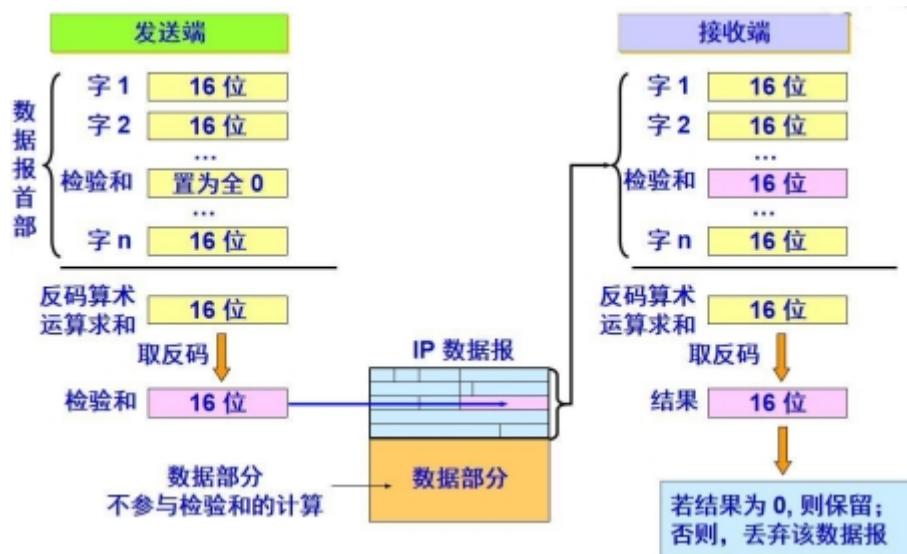 发送端
数据报首部
字 1 16 位
字 2 16 位
...
检验和 置为全 0
...
字 n 16 位
反码算术
运算求和 16 位
取反码
检验和 16 位
数据部分
不参与检验和的计算
IP 数据报
数据部分
接收端
字 1 16 位
字 2 16 位
...
检验和 16 位
...
字 n 16 位
反码算术
运算求和 16 位
取反码
结果 16 位
若结果为 0, 则保留；
否则，丢弃该数据报